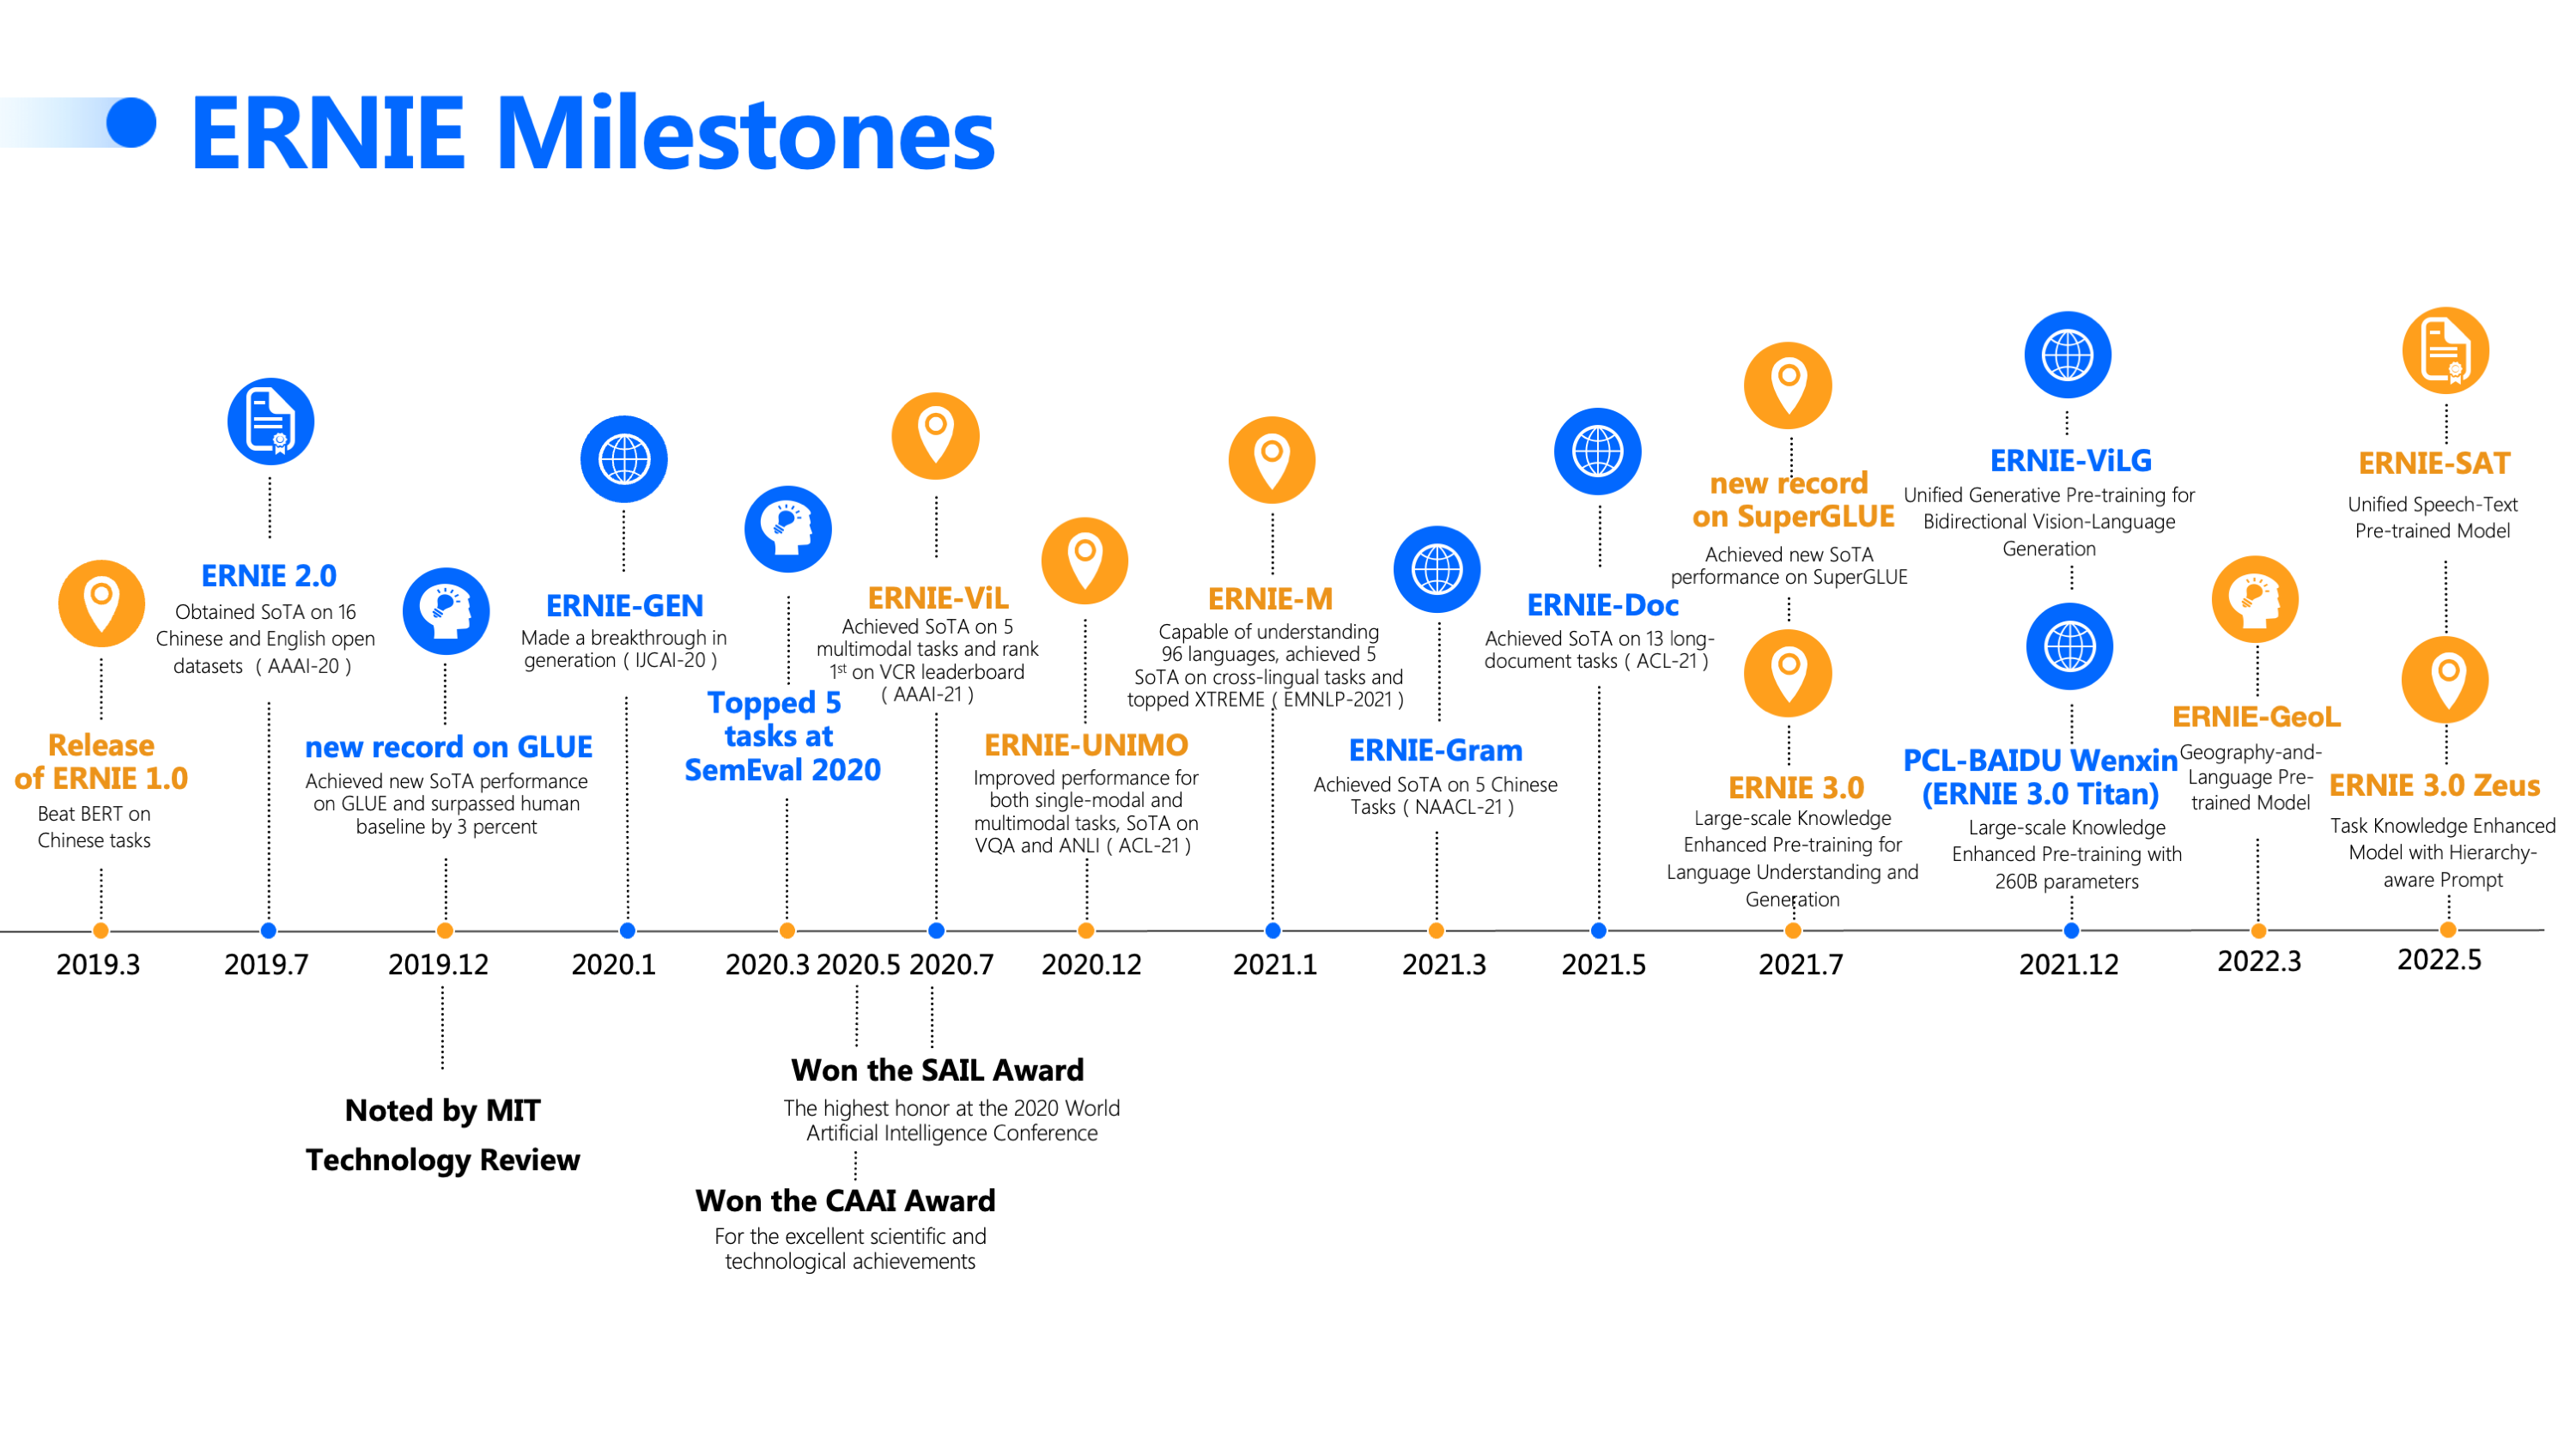 ERNIE Milestones
Release
of ERNIE 1.0
Beat BERT on
Chinese tasks
2019.3
ERNIE 2.0
Obtained SoTA on 16
Chinese and English open
datasets ( AAAI-20 )
2019.7
new record on GLUE
Achieved new SoTA performance
on GLUE and surpassed human
baseline by 3 percent
2019.12
Noted by MIT
Technology Review
ERNIE-GEN
Made a breakthrough in
generation ( IJCAI-20 )
2020.1
Topped 5
tasks at
SemEval 2020
2020.3
2020.5
Won the CAAI Award
For the excellent scientific and
technological achievements
ERNIE-ViL
Achieved SoTA on 5
multimodal tasks and rank
1st on VCR leaderboard
( AAAI-21 )
2020.7
Won the SAIL Award
The highest honor at the 2020 World
Artificial Intelligence Conference
ERNIE-UNIMO
Improved performance for
both single-modal and
multimodal tasks, SoTA on
VQA and ANLI ( ACL-21 )
2020.12
ERNIE-M
Capable of understanding
96 languages, achieved 5
SoTA on cross-lingual tasks and
topped XTREME ( EMNLP-2021 )
2021.1
ERNIE-Gram
Achieved SoTA on 5 Chinese
Tasks ( NAACL-21 )
2021.3
ERNIE-Doc
Achieved SoTA on 13 long-
document tasks ( ACL-21 )
2021.5
new record
on SuperGLUE
Achieved new SoTA
performance on SuperGLUE
ERNIE 3.0
Large-scale Knowledge
Enhanced Pre-training for
Language Understanding and
Generation
2021.7
ERNIE-ViLG
Unified Generative Pre-training for
Bidirectional Vision-Language
Generation
PCL-BAIDU Wenxin
(ERNIE 3.0 Titan)
Large-scale Knowledge
Enhanced Pre-training with
260B parameters
2021.12
ERNIE-GeoL
Geography-and-
Language Pre-
trained Model
2022.3
ERNIE-SAT
Unified Speech-Text
Pre-trained Model
ERNIE 3.0 Zeus
Task Knowledge Enhanced
Model with Hierarchy-
aware Prompt
2022.5